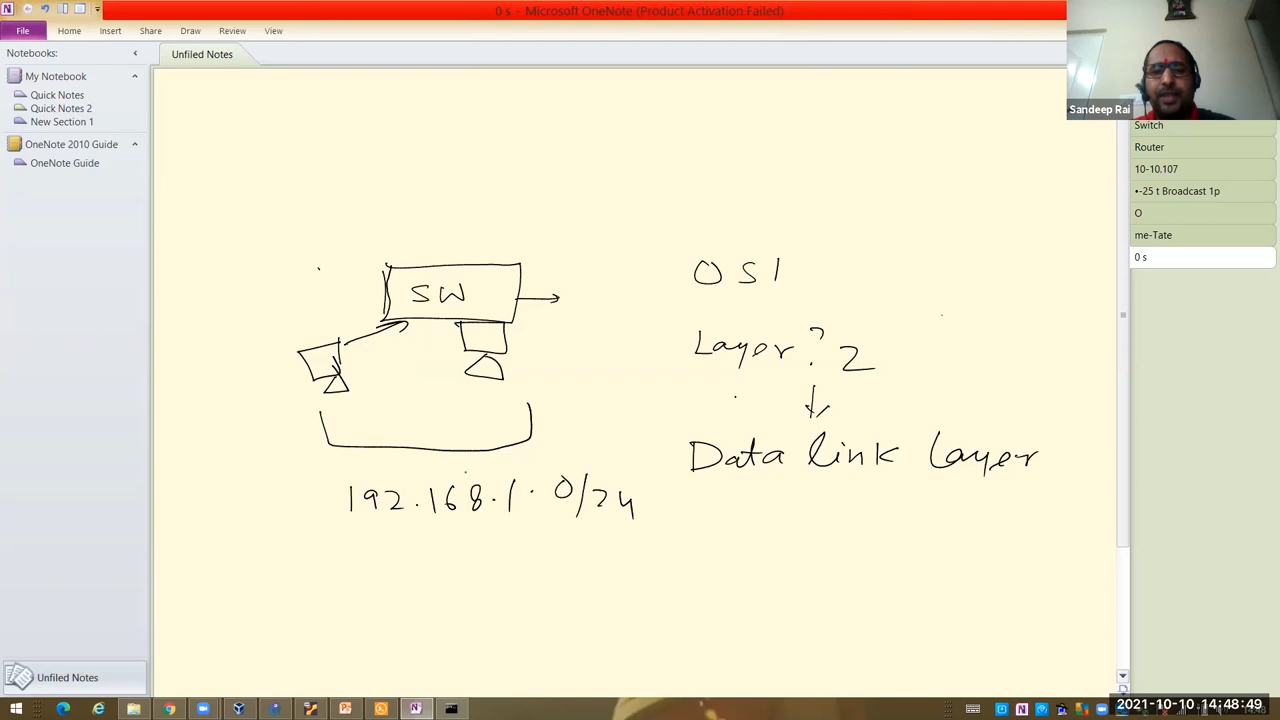 0 s - Microsoft OneNote (Product Activation Failed)
File Home Insert Share Draw Review View
Notebooks:
Unfiled Notes
My Notebook
Quick Notes
Quick Notes 2
New Section 1
OneNote 2010 Guide
OneNote Guide
Sandeep Rai
Switch
Router
10-10.107
•-25 t Broadcast 1p
O
me-Tate
0 s
SW
OSI
Layer ? 2
Data link Layer
192.168.1.0/24
Unfiled Notes
2021-10-10 14:48:49